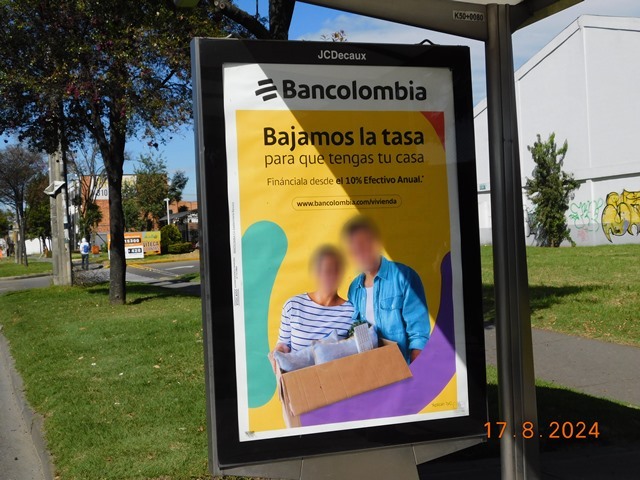 K50+0080
JCDecaux
Bancolombia
Bajamos la tasa
para que tengas tu casa
Fináncialа desde el 10% Efectivo Anual.*
www.bancolombia.com/vivienda
17.8.2024